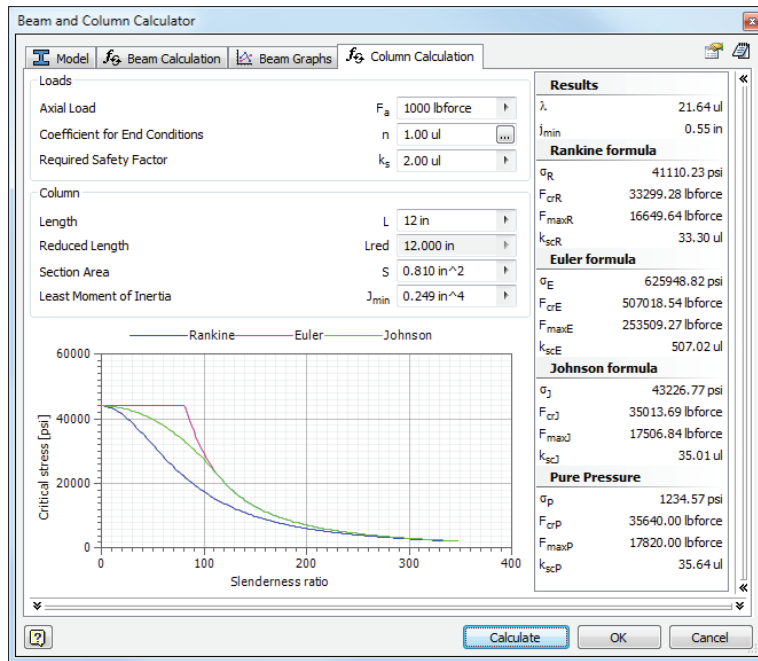 Beam and Column Calculator
Model Beam Calculation Beam Graphs Column Calculation
Loads
Axial Load Fa 1000 lbforce
Coefficient for End Conditions n 1.00 ul ...
Required Safety Factor ks 2.00 ul
Column
Length L 12 in
Reduced Length Lred 12.000 in
Section Area S 0.810 in^2
Least Moment of Inertia Jmin 0.249 in^4
Rankine Euler Johnson
60000
40000
20000
0
Critical stress [psi]
0 100 200 300 400
Slenderness ratio
Results
λ 21.64 ul
jmin 0.55 in
Rankine formula
σR 41110.23 psi
FcrR 33299.28 lbforce
FmaxR 16649.64 lbforce
kscR 33.30 ul
Euler formula
σE 625948.82 psi
FcrE 507018.54 lbforce
FmaxE 253509.27 lbforce
kscE 507.02 ul
Johnson formula
σJ 43226.77 psi
FcrJ 35013.69 lbforce
FmaxJ 17506.84 lbforce
kscJ 35.01 ul
Pure Pressure
σP 1234.57 psi
FcrP 35640.00 lbforce
FmaxP 17820.00 lbforce
kscP 35.64 ul
?
Calculate OK Cancel